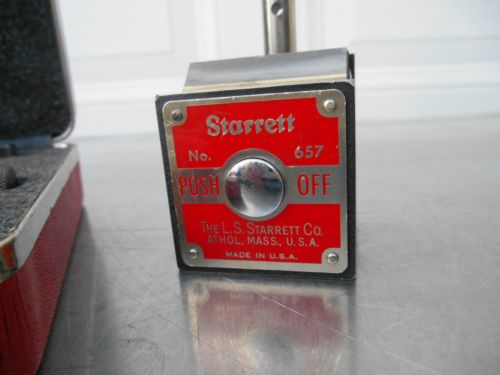 Starrett
No. 657
PUSH OFF
THE L.S. STARRETT CO.
ATHOL, MASS., U.S.A.
MADE IN U.S.A.